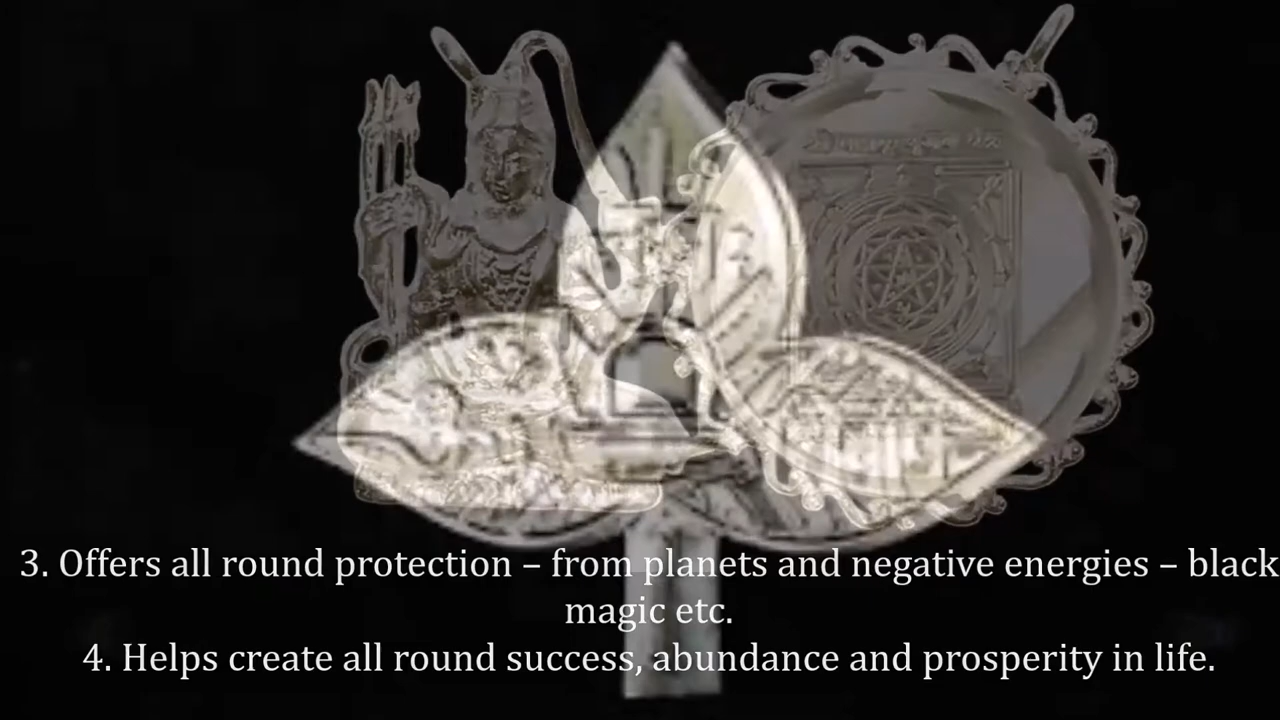 3. Offers all round protection – from planets and negative energies – black
magic etc.
4. Helps create all round success, abundance and prosperity in life.